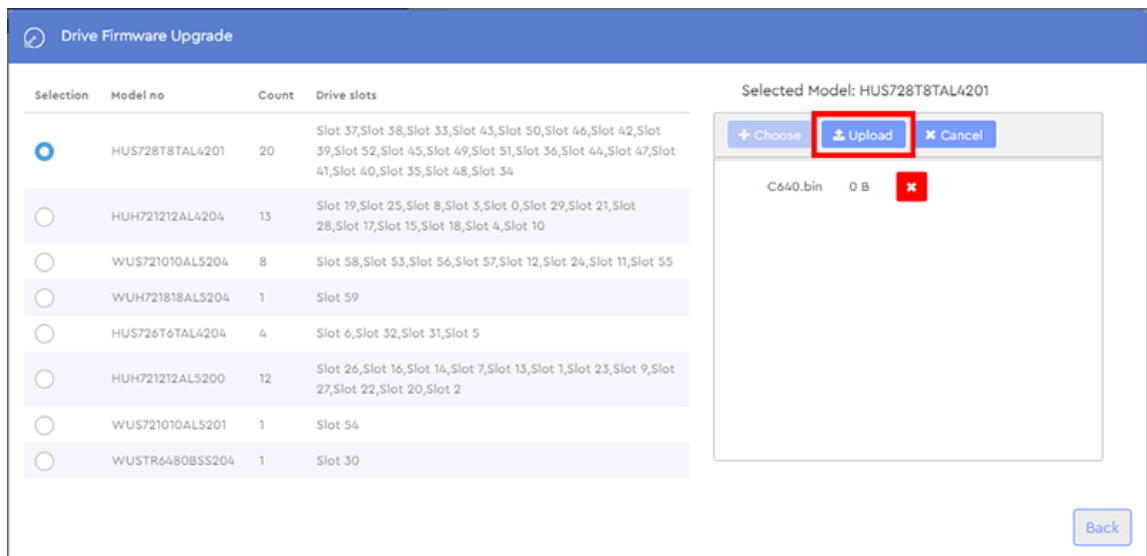 Drive Firmware Upgrade
Selection Model no Count Drive slots
HUS728T8TAL4201 20 Slot 37,Slot 38,Slot 33,Slot 43,Slot 50,Slot 46,Slot 42,Slot
39,Slot 52,Slot 45,Slot 49,Slot 51,Slot 36,Slot 44,Slot 47,Slot
41,Slot 40,Slot 35,Slot 48,Slot 34
HUH721212AL4204 13 Slot 19,Slot 25,Slot 8,Slot 3,Slot 0,Slot 29,Slot 21,Slot
28,Slot 17,Slot 15,Slot 18,Slot 4,Slot 10
WUS721010AL5204 8 Slot 58,Slot 53,Slot 56,Slot 57,Slot 12,Slot 24,Slot 11,Slot 55
WUH721818AL5204 1 Slot 59
HUS726T6TAL4204 4 Slot 6,Slot 32,Slot 31,Slot 5
HUH721212AL5200 12 Slot 26,Slot 16,Slot 14,Slot 7,Slot 13,Slot 1,Slot 23,Slot 9,Slot
27,Slot 22,Slot 20,Slot 2
WUS721010AL5201 1 Slot 54
WUSTR6480BSS204 1 Slot 30
Selected Model: HUS728T8TAL4201
+ Choose Upload × Cancel
C640.bin 0 B ×
Back